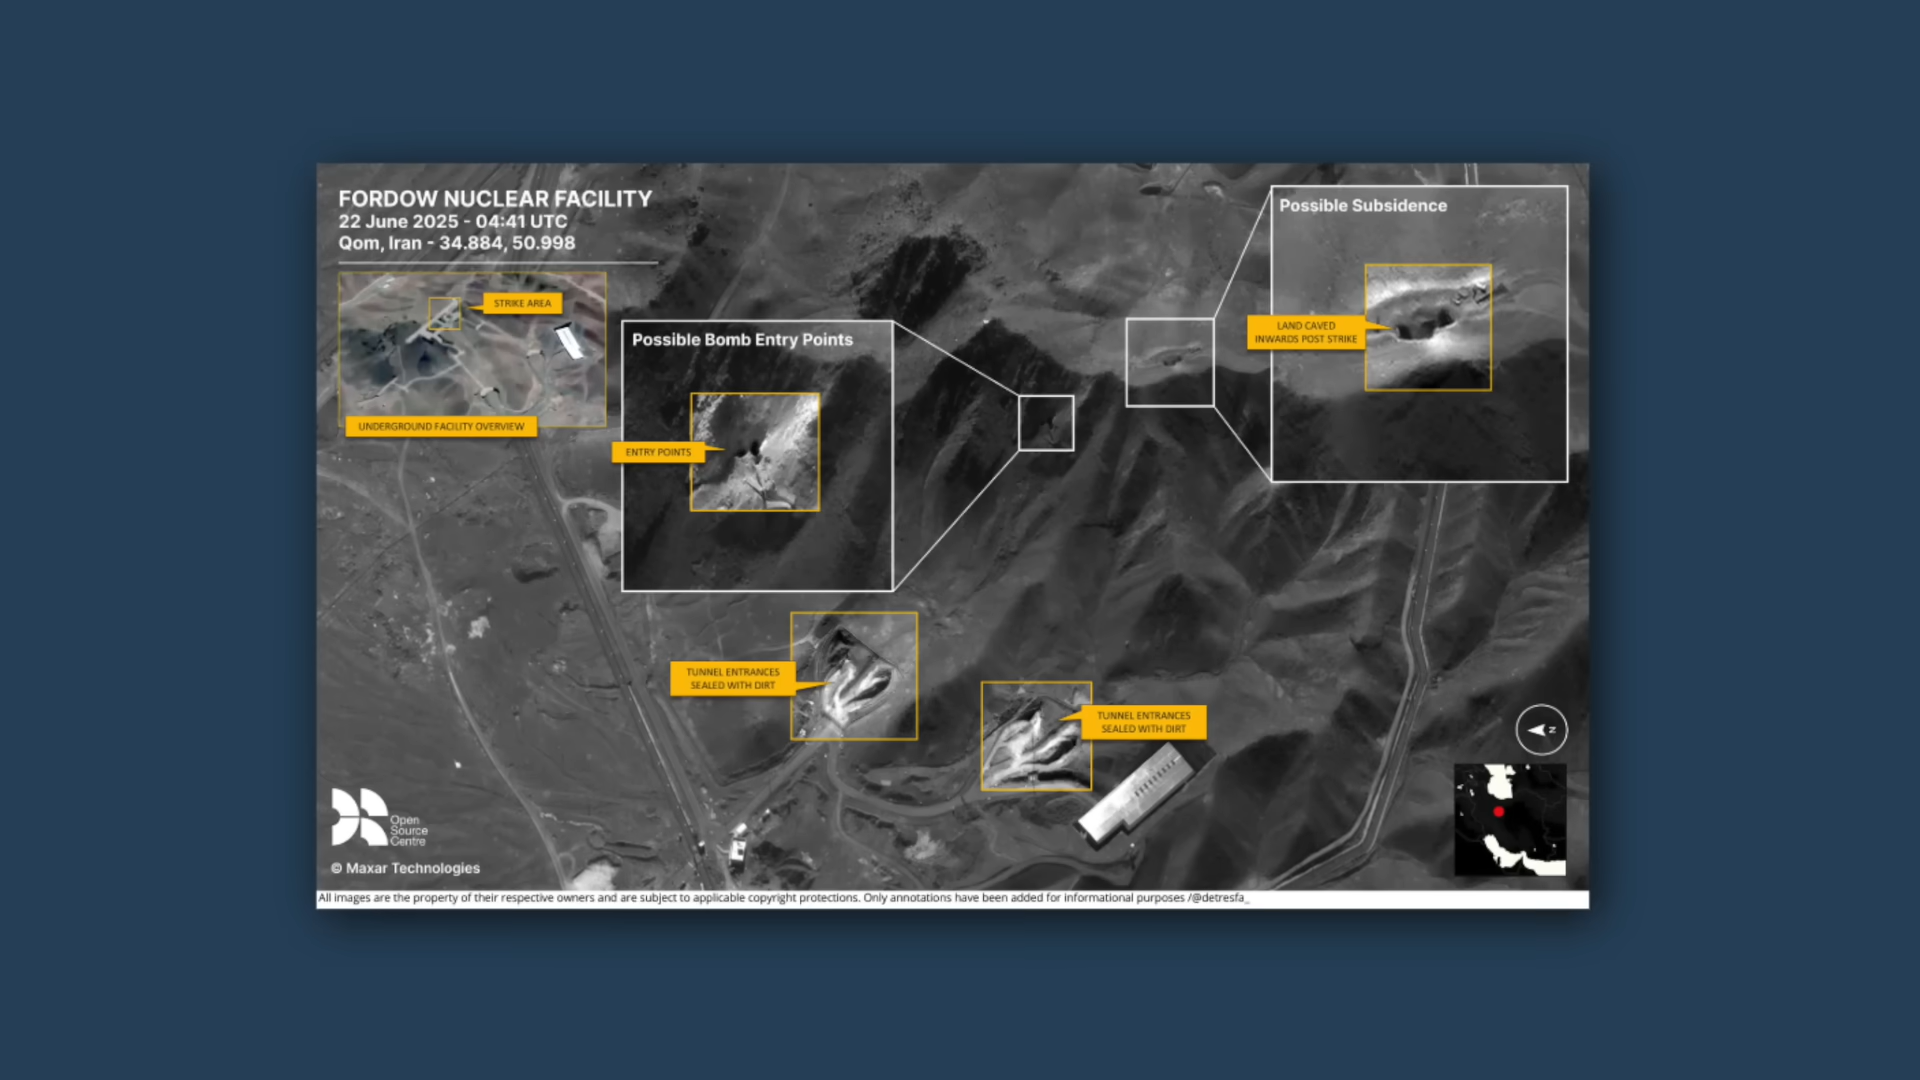 FORDOW NUCLEAR FACILITY
22 June 2025 - 04:41 UTC
Qom, Iran - 34.884, 50.998
STRIKE AREA
UNDERGROUND FACILITY OVERVIEW
Possible Bomb Entry Points
ENTRY POINTS
Possible Subsidence
LAND CAVED
INWARDS POST STRIKE
TUNNEL ENTRANCES
SEALED WITH DIRT
TUNNEL ENTRANCES
SEALED WITH DIRT
N
Open
Source
Centre
© Maxar Technologies
All images are the property of their respective owners and are subject to applicable copyright protections. Only annotations have been added for informational purposes /@detresfa_